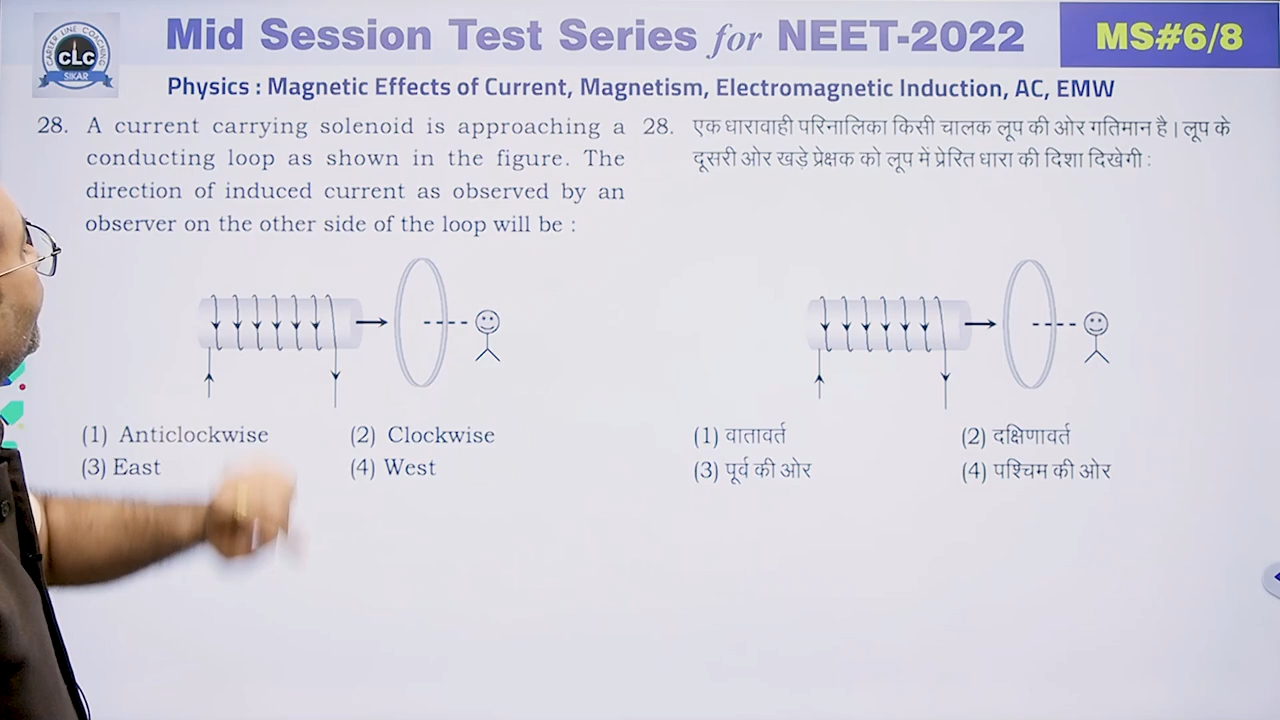 Mid Session Test Series for NEET-2022
MS#6/8
CAREER LINE COACHING
CLC
SIKAR
Physics : Magnetic Effects of Current, Magnetism, Electromagnetic Induction, AC, EMW
28. A current carrying solenoid is approaching a
conducting loop as shown in the figure. The
direction of induced current as observed by an
observer on the other side of the loop will be :
(1) Anticlockwise (2) Clockwise
(3) East (4) West
28. एक धारावाही परिनालिका किसी चालक लूप की ओर गतिमान है। लूप के
दूसरी ओर खड़े प्रेक्षक को लूप में प्रेरित धारा की दिशा दिखेगी :
(1) वातावर्त (2) दक्षिणावर्त
(3) पूर्व की ओर (4) पश्चिम की ओर